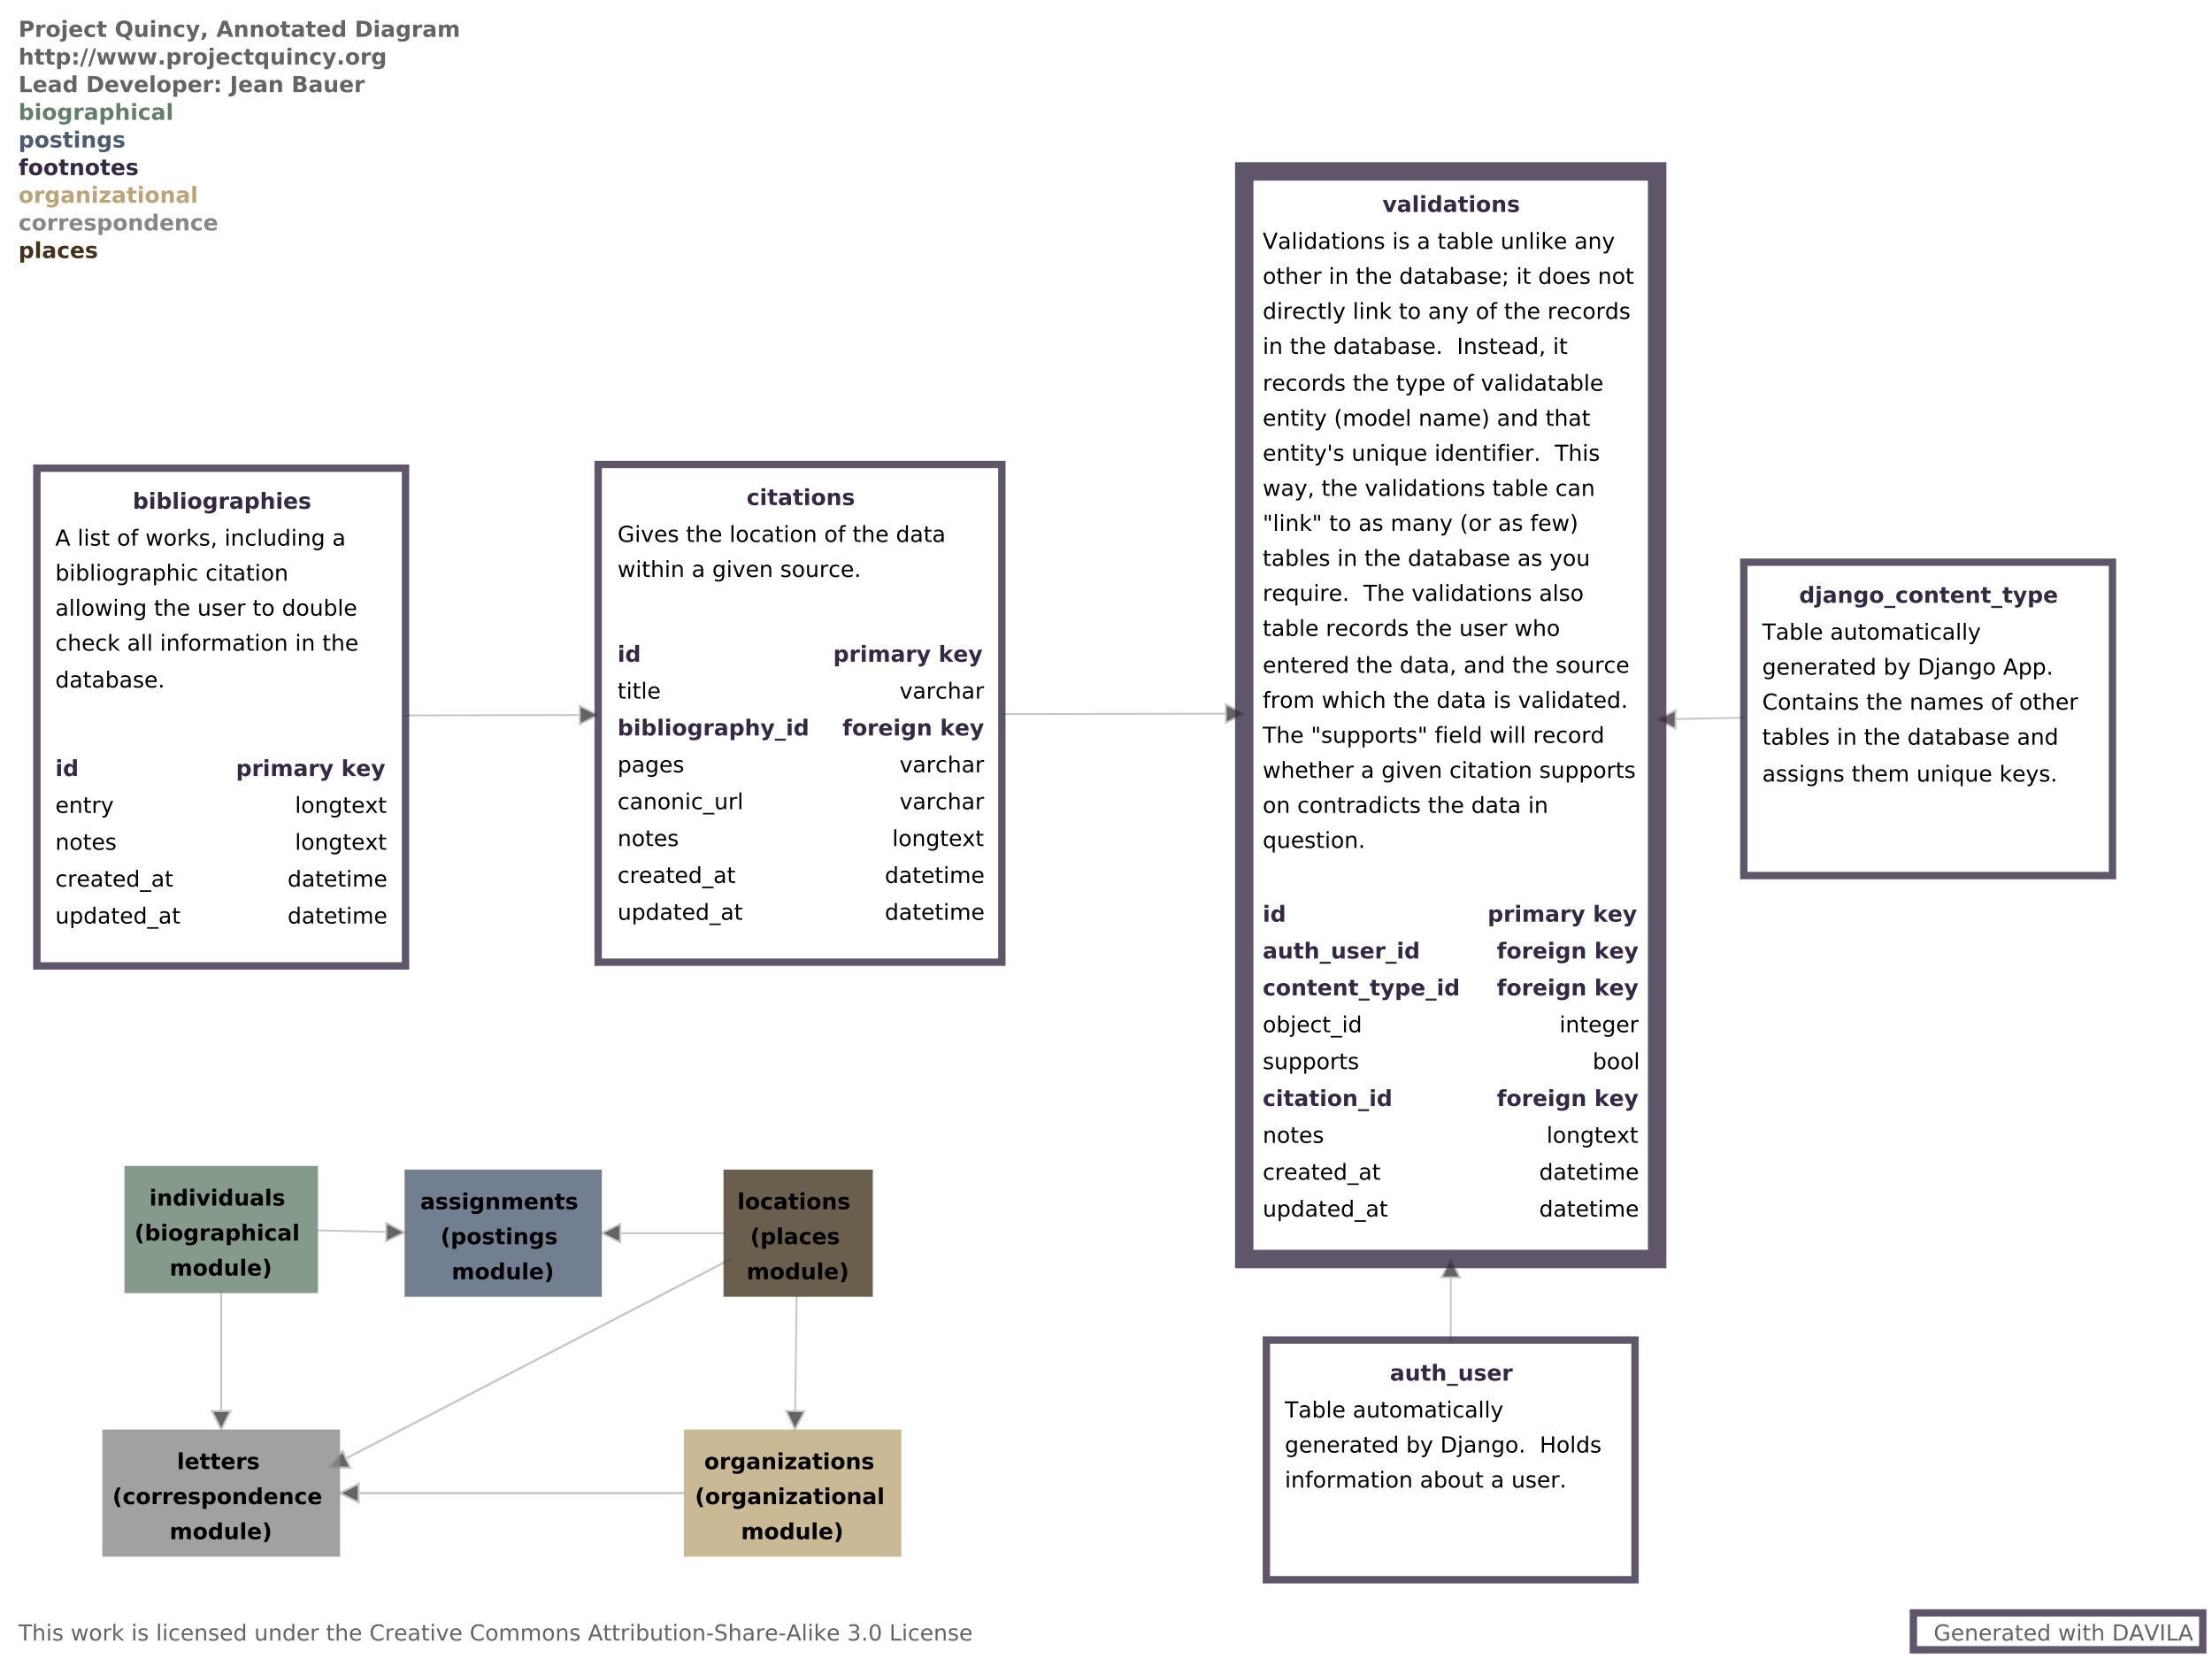 Project Quincy, Annotated Diagram
http://www.projectquincy.org
Lead Developer: Jean Bauer
biographical
postings
footnotes
organizational
correspondence
places
bibliographies
A list of works, including a
bibliographic citation
allowing the user to double
check all information in the
database.
id primary key
entry longtext
notes longtext
created_at datetime
updated_at datetime
citations
Gives the location of the data
within a given source.
id primary key
title varchar
bibliography_id foreign key
pages varchar
canonic_url varchar
notes longtext
created_at datetime
updated_at datetime
validations
Validations is a table unlike any
other in the database; it does not
directly link to any of the records
in the database.  Instead, it
records the type of validatable
entity (model name) and that
entity's unique identifier.  This
way, the validations table can
"link" to as many (or as few)
tables in the database as you
require.  The validations also
table records the user who
entered the data, and the source
from which the data is validated.
The "supports" field will record
whether a given citation supports
on contradicts the data in
question.
id primary key
auth_user_id foreign key
content_type_id foreign key
object_id integer
supports bool
citation_id foreign key
notes longtext
created_at datetime
updated_at datetime
django_content_type
Table automatically
generated by Django App.
Contains the names of other
tables in the database and
assigns them unique keys.
individuals
(biographical
module)
assignments
(postings
module)
locations
(places
module)
letters
(correspondence
module)
organizations
(organizational
module)
auth_user
Table automatically
generated by Django.  Holds
information about a user.
This work is licensed under the Creative Commons Attribution-Share-Alike 3.0 License
Generated with DAVILA